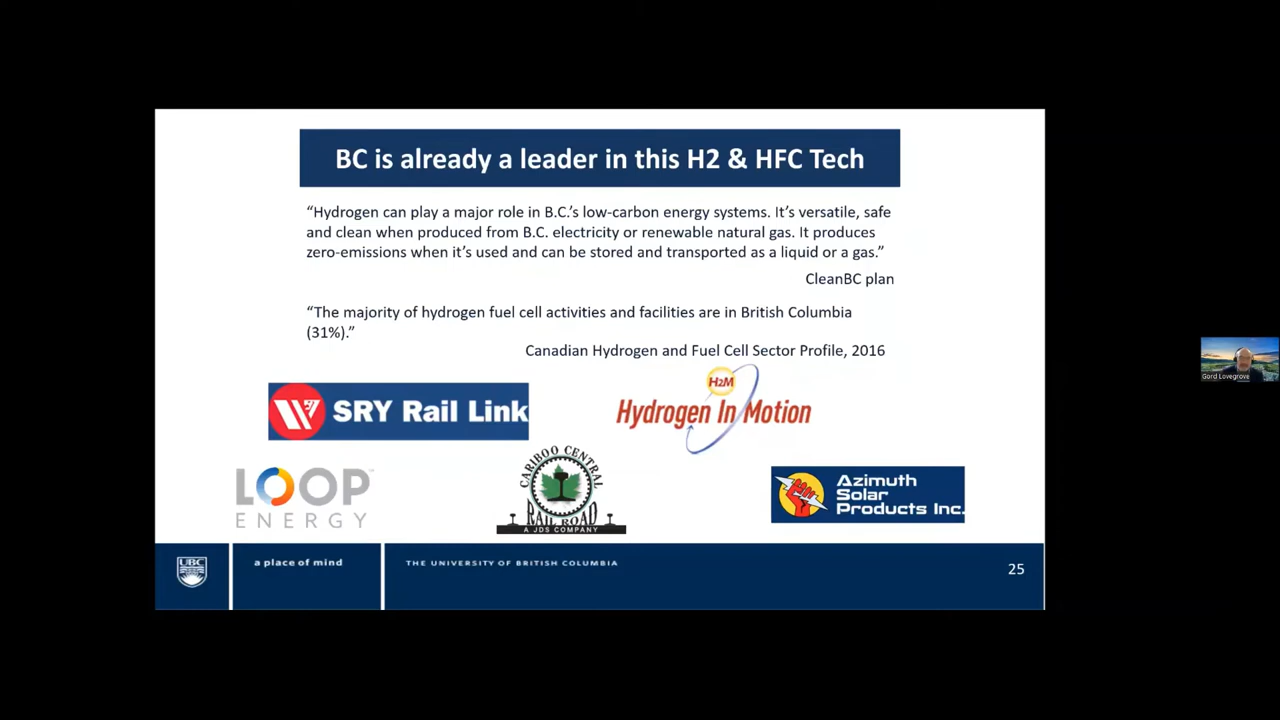 BC is already a leader in this H2 & HFC Tech
“Hydrogen can play a major role in B.C.’s low-carbon energy systems. It’s versatile, safe
and clean when produced from B.C. electricity or renewable natural gas. It produces
zero-emissions when it’s used and can be stored and transported as a liquid or a gas.”
CleanBC plan
“The majority of hydrogen fuel cell activities and facilities are in British Columbia
(31%).”
Canadian Hydrogen and Fuel Cell Sector Profile, 2016
SRY Rail Link
H2M
Hydrogen In Motion
LOOP™
ENERGY
CARIBOO CENTRAL
RAIL ROAD
A JDS COMPANY
Azimuth
Solar
Products Inc.
Gord Lovegrove
UBC
a place of mind
THE UNIVERSITY OF BRITISH COLUMBIA
25